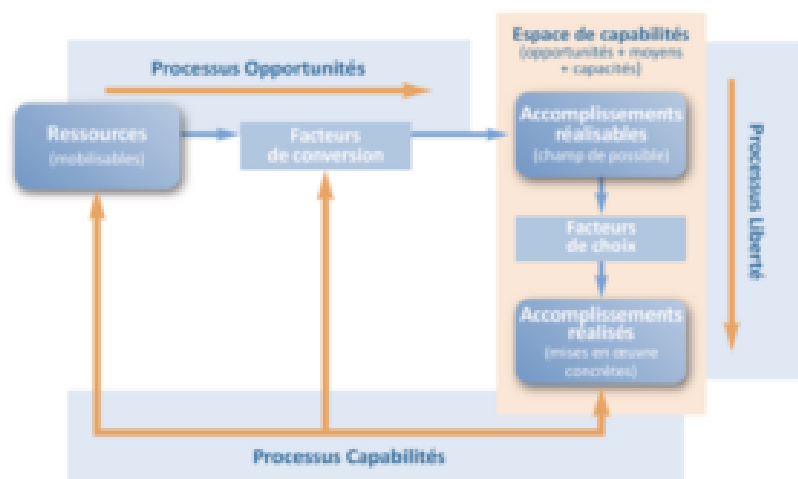 Espace de capabilités
(opportunités + moyens
+ capacités)
Processus Opportunités
Ressources
(mobilisables)
Facteurs
de conversion
Accomplissements
réalisables
(champ de possible)
Facteurs
de choix
Accomplissements
réalisés
(mises en œuvre
concrètes)
Processus Liberté
Processus Capabilités